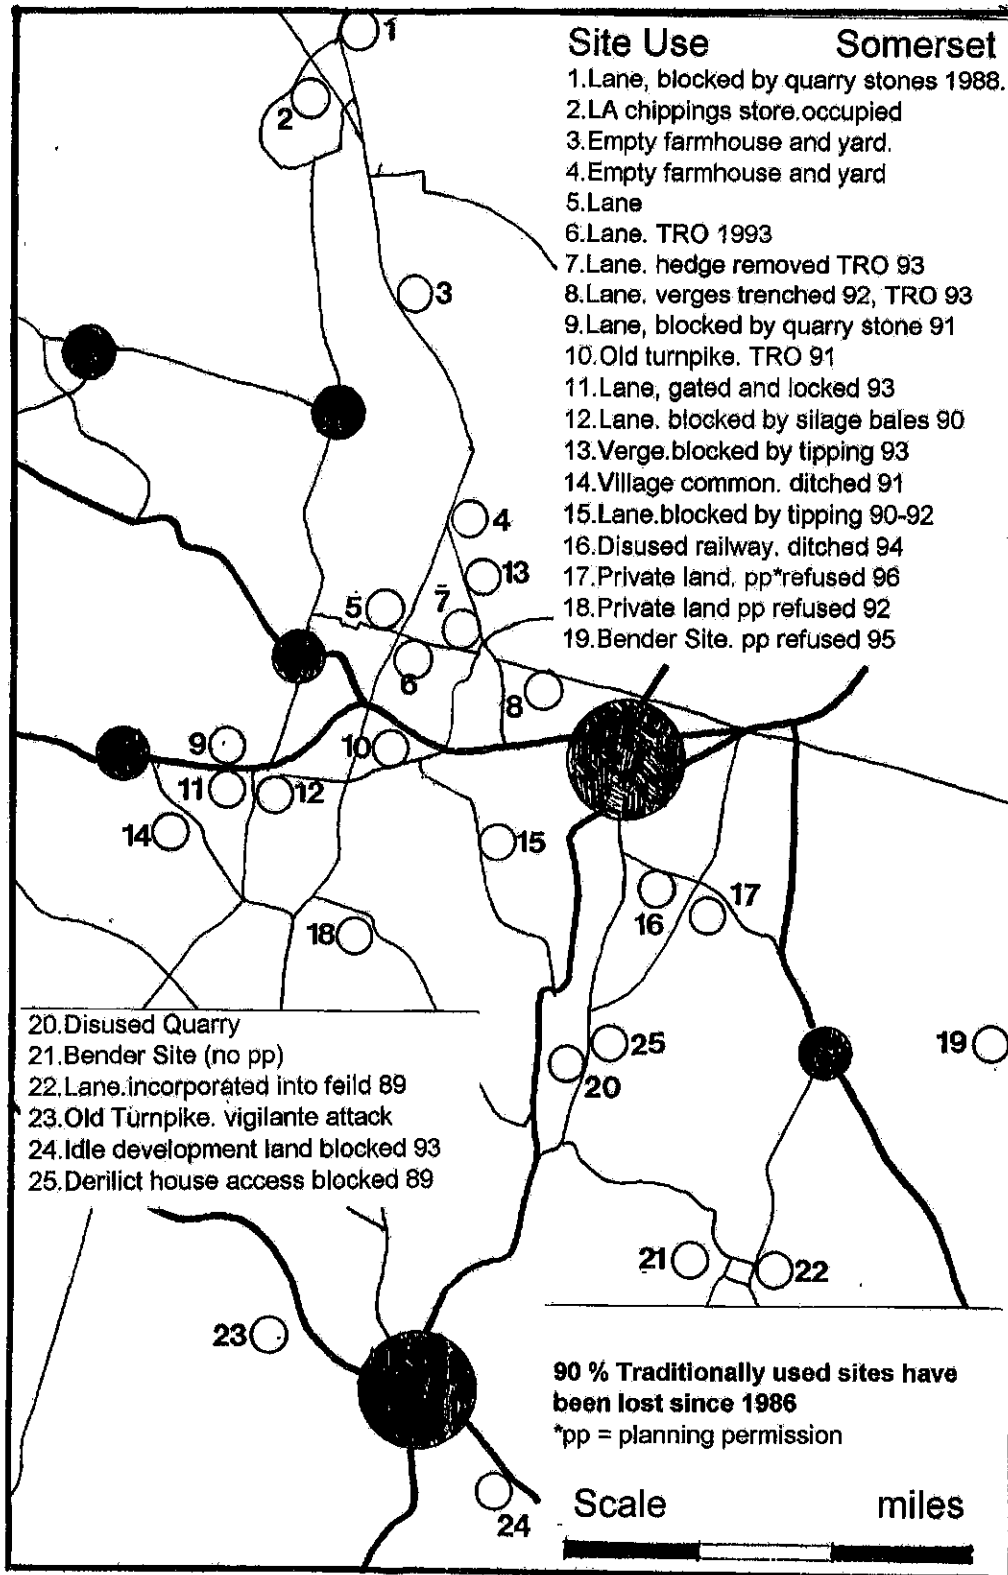 Site Use Somerset
1.Lane, blocked by quarry stones 1988.
2.LA chippings store.occupied
3.Empty farmhouse and yard.
4.Empty farmhouse and yard
5.Lane
6.Lane. TRO 1993
7.Lane. hedge removed TRO 93
8.Lane. verges trenched 92, TRO 93
9.Lane, blocked by quarry stone 91
10.Old turnpike. TRO 91
11.Lane, gated and locked 93
12.Lane. blocked by silage bales 90
13.Verge.blocked by tipping 93
14.Village common. ditched 91
15.Lane.blocked by tipping 90-92
16.Disused railway. ditched 94
17.Private land. pp*refused 96
18.Private land pp refused 92
19.Bender Site. pp refused 95
1
2
3
4
13
5
7
6
8
9
10
11
12
14
15
16
17
18
20.Disused Quarry
21.Bender Site (no pp)
22.Lane.incorporated into feild 89
23.Old Turnpike. vigilante attack
24.Idle development land blocked 93
25.Derilict house access blocked 89
25
19
20
21
22
23
24
90 % Traditionally used sites have
been lost since 1986
*pp = planning permission
Scale miles